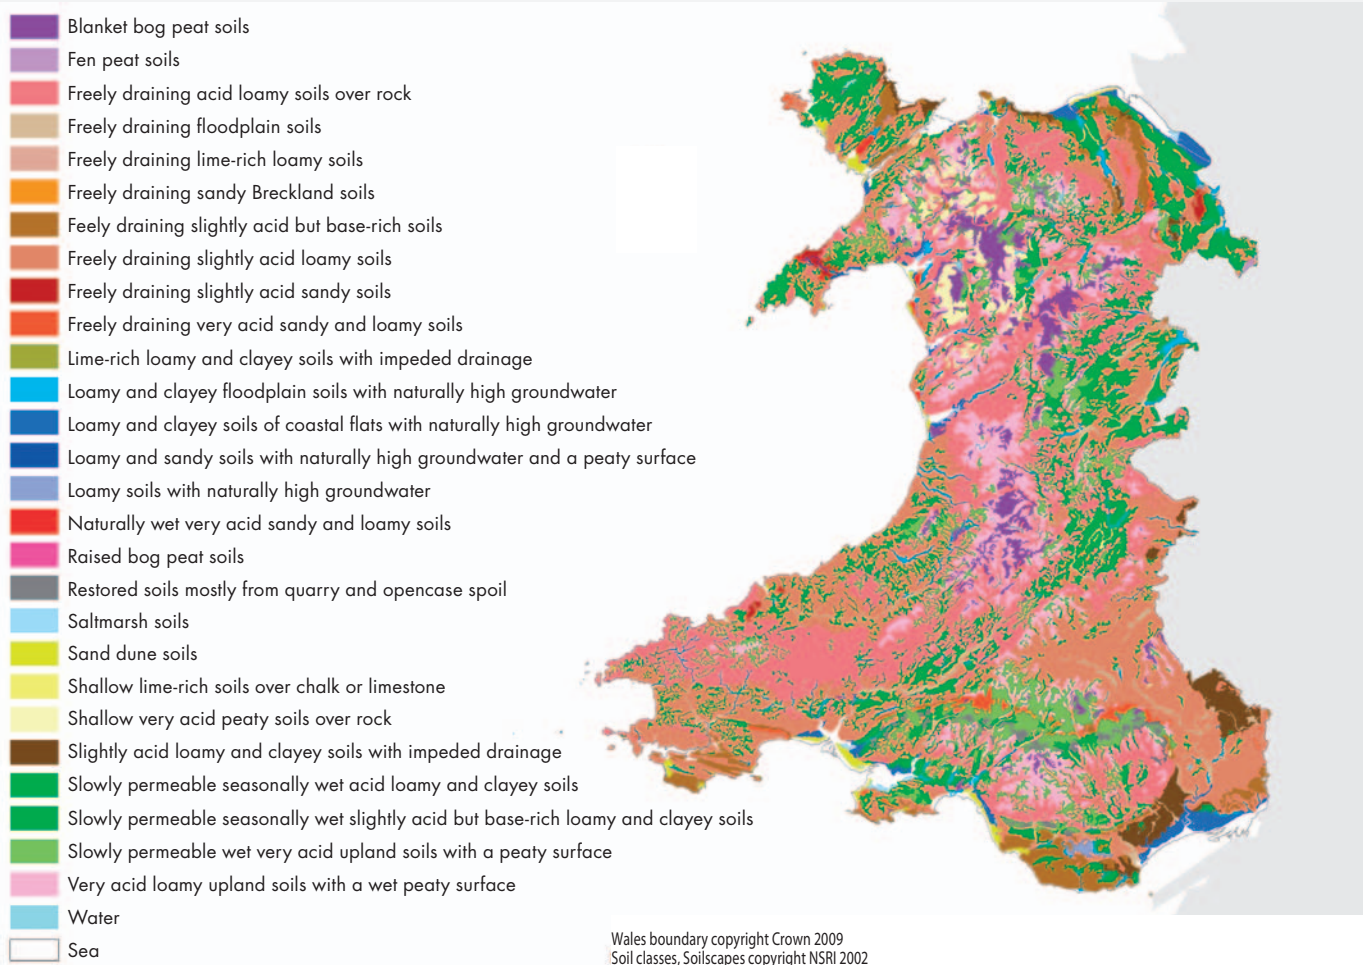 Blanket bog peat soils
Fen peat soils
Freely draining acid loamy soils over rock
Freely draining floodplain soils
Freely draining lime-rich loamy soils
Freely draining sandy Breckland soils
Feely draining slightly acid but base-rich soils
Freely draining slightly acid loamy soils
Freely draining slightly acid sandy soils
Freely draining very acid sandy and loamy soils
Lime-rich loamy and clayey soils with impeded drainage
Loamy and clayey floodplain soils with naturally high groundwater
Loamy and clayey soils of coastal flats with naturally high groundwater
Loamy and sandy soils with naturally high groundwater and a peaty surface
Loamy soils with naturally high groundwater
Naturally wet very acid sandy and loamy soils
Raised bog peat soils
Restored soils mostly from quarry and opencase spoil
Saltmarsh soils
Sand dune soils
Shallow lime-rich soils over chalk or limestone
Shallow very acid peaty soils over rock
Slightly acid loamy and clayey soils with impeded drainage
Slowly permeable seasonally wet acid loamy and clayey soils
Slowly permeable seasonally wet slightly acid but base-rich loamy and clayey soils
Slowly permeable wet very acid upland soils with a peaty surface
Very acid loamy upland soils with a wet peaty surface
Water
Sea
Wales boundary copyright Crown 2009
Soil classes, Soilscapes copyright NSRI 2002